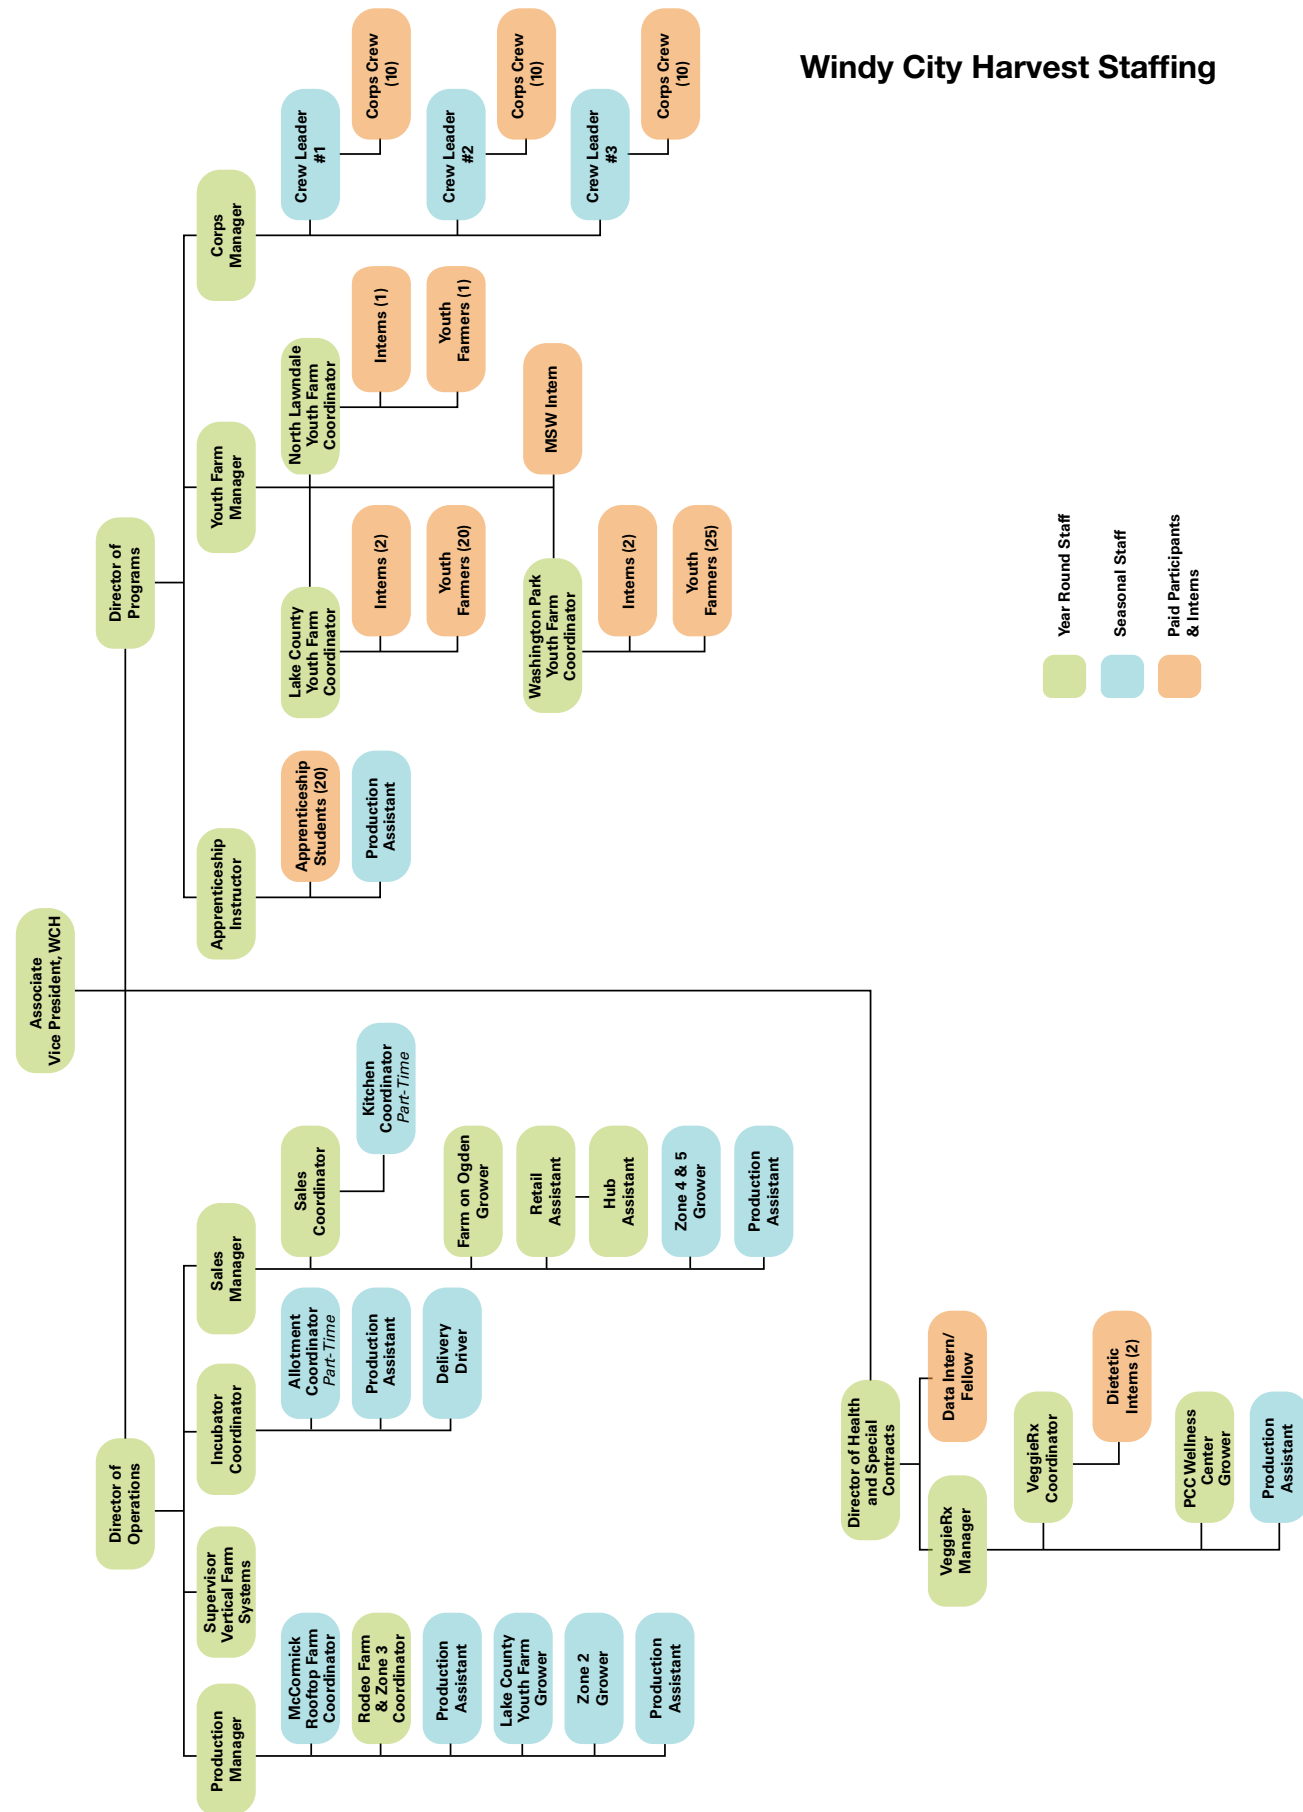 Windy City Harvest Staffing
Associate
Vice President, WCH
Director of
Operations
Production
Manager
McCormick
Rooftop Farm
Coordinator
Rodeo Farm
& Zone 3
Coordinator
Production
Assistant
Lake County
Youth Farm
Grower
Zone 2
Grower
Production
Assistant
Supervisor
Vertical Farm
Systems
Incubator
Coordinator
Allotment
Coordinator
Part-Time
Production
Assistant
Delivery
Driver
Sales
Manager
Sales
Coordinator
Kitchen
Coordinator
Part-Time
Farm on Ogden
Grower
Retail
Assistant
Hub
Assistant
Zone 4 & 5
Grower
Production
Assistant
Director of
Programs
Apprenticeship
Instructor
Apprenticeship
Students (20)
Production
Assistant
Youth Farm
Manager
Lake County
Youth Farm
Coordinator
Interns (2)
Youth
Farmers (20)
North Lawndale
Youth Farm
Coordinator
Interns (1)
Youth
Farmers (1)
Washington Park
Youth Farm
Coordinator
Interns (2)
Youth
Farmers (25)
MSW Intern
Corps
Manager
Crew Leader
#1
Corps Crew
(10)
Crew Leader
#2
Corps Crew
(10)
Crew Leader
#3
Corps Crew
(10)
Director of Health
and Special
Contracts
VeggieRx
Manager
Data Intern/
Fellow
VeggieRx
Coordinator
Dietetic
Interns (2)
PCC Wellness
Center
Grower
Production
Assistant
Year Round Staff
Seasonal Staff
Paid Participants
& Interns